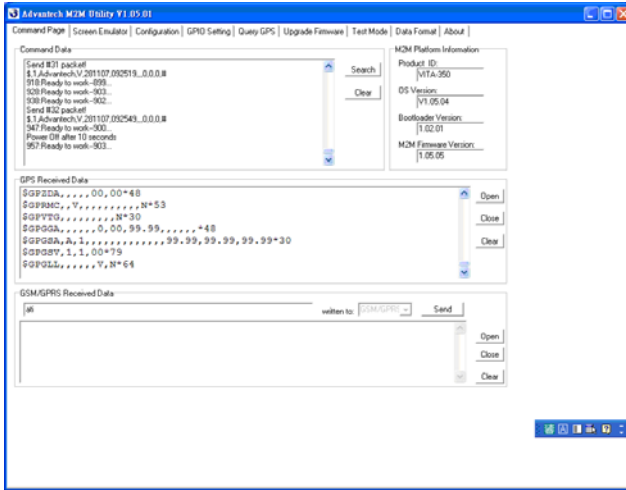 Advantech M2M Utility V1.05.01
Command Page Screen Emulator Configuration GPIO Setting Query GPS Upgrade Firmware Test Mode Data Format About
Command Data
Send #31 packet!
$,1,Advantech,V,281107,092519,,,0,0,0,#
918:Ready to work--899...
928:Ready to work--903...
938:Ready to work--902...
Send #32 packet!
$,1,Advantech,V,281107,092549,,,0,0,0,#
947:Ready to work--900...
Power Off after 10 seconds
957:Ready to work--903...
Search
Clear
M2M Platform Information
Product ID:
VITA-350
OS Version:
V1.05.04
Bootloader Version:
1.02.01
M2M Firmware Version:
1.05.05
GPS Received Data
$GPZDA,,,,,00,00*48
$GPRMC,,V,,,,,,,,,,N*53
$GPVTG,,,,,,,,,N*30
$GPGGA,,,,,,0,00,99.99,,,,,,*48
$GPGSA,A,1,,,,,,,,,,,,,99.99,99.99,99.99*30
$GPGSV,1,1,00*79
$GPGLL,,,,,,V,N*64
Open
Close
Clear
GSM/GPRS Received Data
ati
written to: GSM/GPRS Send
Open
Close
Clear